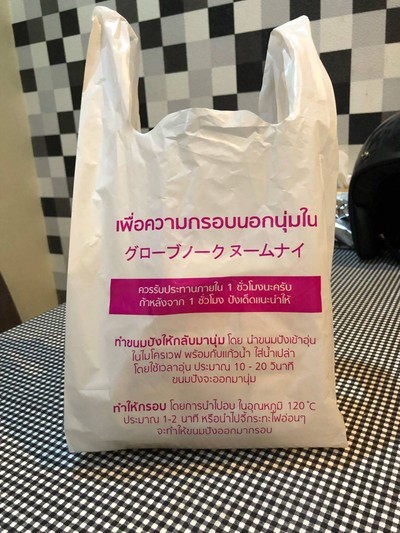 เพื่อความกรอบนอกนุ่มใน
グローブノーク ヌームナイ
ควรรับประทานภายใน 1 ชั่วโมงนะครับ
ถ้าหลังจาก 1 ชั่วโมง ปังเด็ดแนะนำให้
ทำขนมปังให้กลับมานุ่ม โดย นำขนมปังเข้าอุ่น
ในไมโครเวฟ พร้อมกับแก้วน้ำ ใส่น้ำเปล่า
โดยใช้เวลาอุ่น ประมาณ 10 - 20 วินาที
ขนมปังจะออกมานุ่ม
ทำให้กรอบ โดยการนำไปอบ ในอุณหภูมิ 120 ̊C
ประมาณ 1-2 นาที หรือนำไปจี่กระทะไฟอ่อนๆ
จะทำให้ขนมปังออกมากรอบ